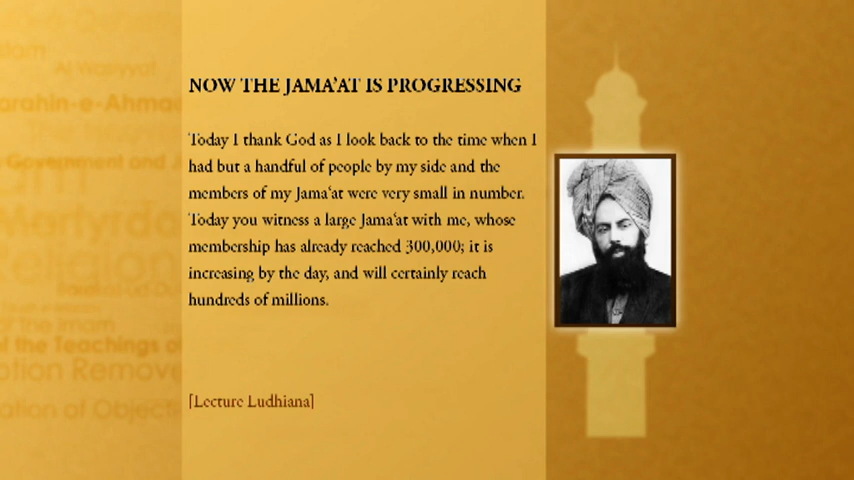 NOW THE JAMA'AT IS PROGRESSING
Today I thank God as I look back to the time when I
had but a handful of people by my side and the
members of my Jama'at were very small in number.
Today you witness a large Jama'at with me, whose
membership has already reached 300,000; it is
increasing by the day, and will certainly reach
hundreds of millions.
[Lecture Ludhiana]
Al Wasiyyat
arahin-e-Ahmad
Government and
Martyrdo
Religion
the Imam
the Teachings of
Remove
ation of Object